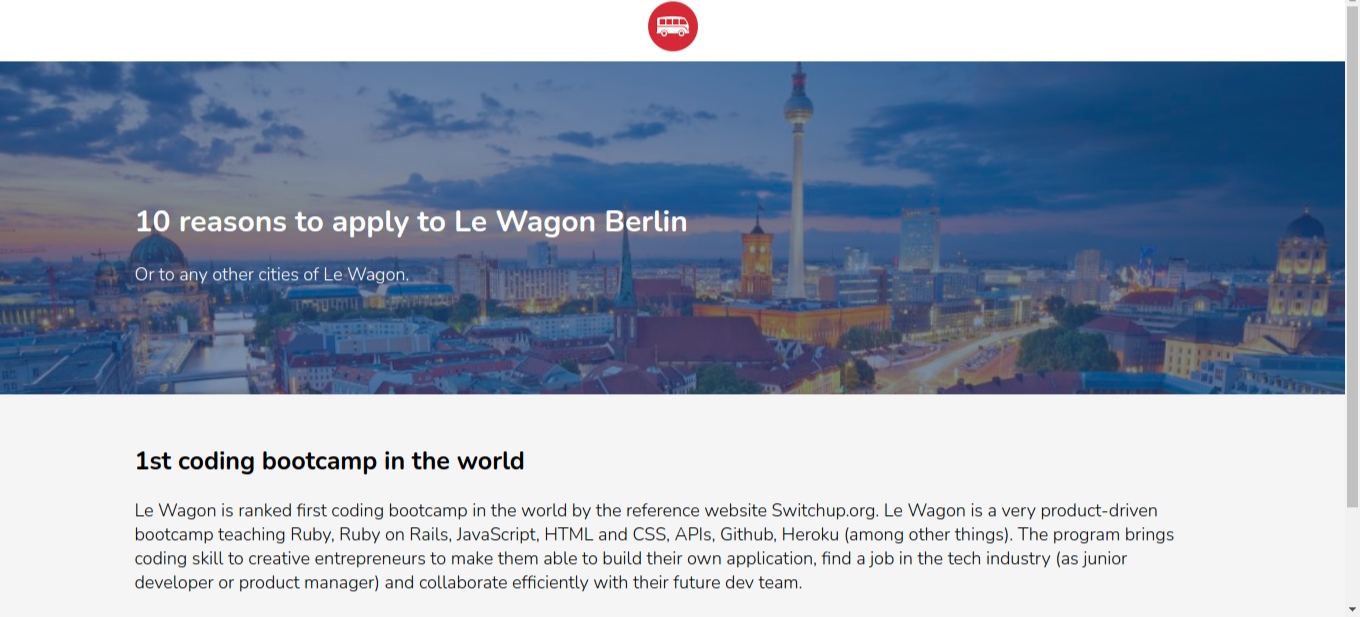 10 reasons to apply to Le Wagon Berlin
Or to any other cities of Le Wagon.
1st coding bootcamp in the world
Le Wagon is ranked first coding bootcamp in the world by the reference website Switchup.org. Le Wagon is a very product-driven
bootcamp teaching Ruby, Ruby on Rails, JavaScript, HTML and CSS, APIs, Github, Heroku (among other things). The program brings
coding skill to creative entrepreneurs to make them able to build their own application, find a job in the tech industry (as junior
developer or product manager) and collaborate efficiently with their future dev team.